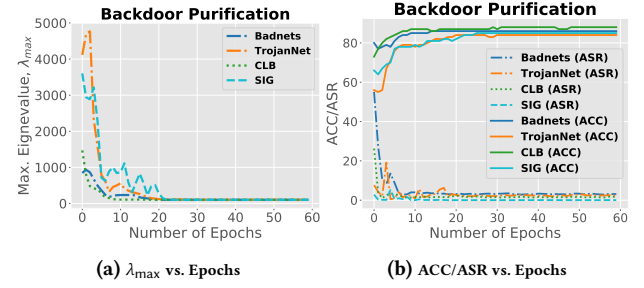 Backdoor Purification
Max. Eignevalue, λmax
5000
4000
3000
2000
1000
0
Badnets
TrojanNet
CLB
SIG
0 10 20 30 40 50 60
Number of Epochs
(a) λmax vs. Epochs
Backdoor Purification
ACC/ASR
80
60
40
20
0
Badnets (ASR)
TrojanNet (ASR)
CLB (ASR)
SIG (ASR)
Badnets (ACC)
TrojanNet (ACC)
CLB (ACC)
SIG (ACC)
0 10 20 30 40 50 60
Number of Epochs
(b) ACC/ASR vs. Epochs